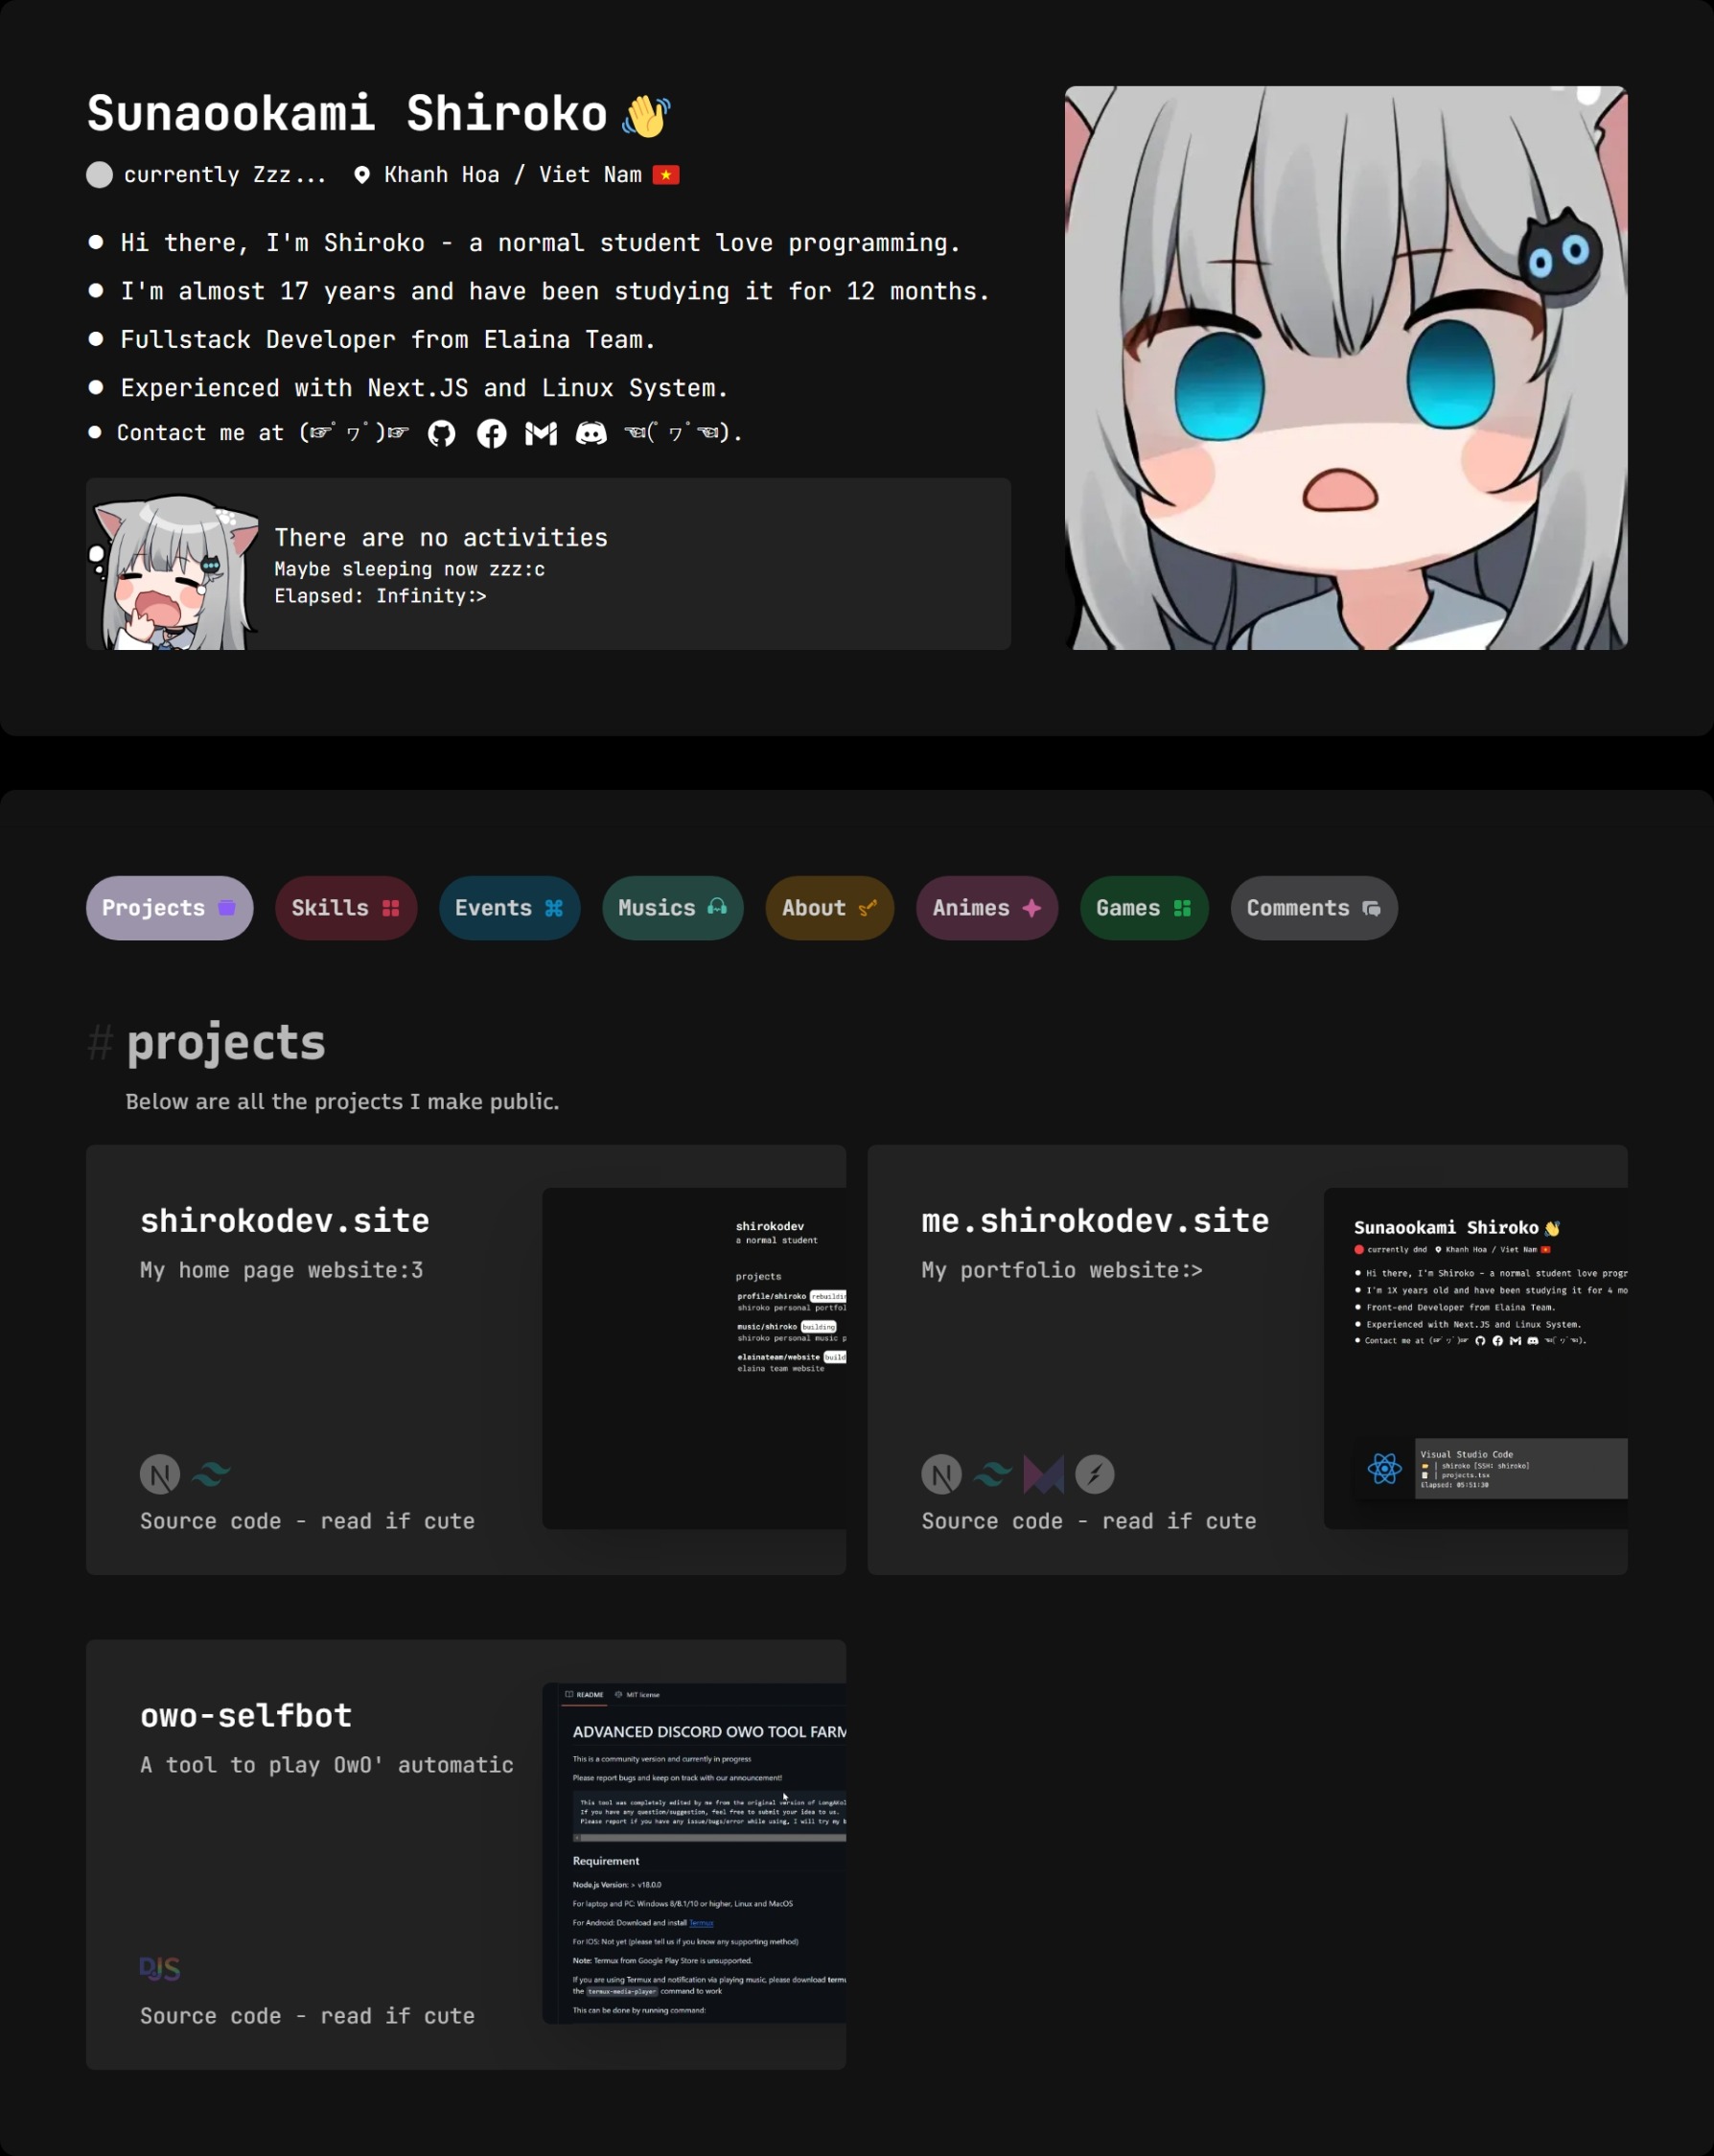 Sunaookami Shiroko 👋
currently Zzz... Khanh Hoa / Viet Nam 🇻🇳
● Hi there, I'm Shiroko - a normal student love programming.
● I'm almost 17 years and have been studying it for 12 months.
● Fullstack Developer from Elaina Team.
● Experienced with Next.JS and Linux System.
● Contact me at (☞ﾟヮﾟ)☞ ☜(ﾟヮﾟ☜).
There are no activities
Maybe sleeping now zzz:c
Elapsed: Infinity:>
Projects Skills Events Musics About Animes Games Comments
# projects
Below are all the projects I make public.
shirokodev.site
My home page website:3
Source code - read if cute
shirokodev
a normal student
projects
profile/shiroko
shiroko personal
music/shiroko building
shiroko personal music
elainateam/website
elaina team website
me.shirokodev.site
My portfolio website:>
Source code - read if cute
Sunaookami Shiroko 👋
currently dnd Khanh Hoa / Viet Nam 🇻🇳
● Hi there, I'm Shiroko - a normal student love
● I'm 1X years old and have been studying it for 4
● Front-end Developer from Elaina Team.
● Experienced with Next.JS and Linux System.
● Contact me at (☞ﾟヮﾟ)☞ ☜(ﾟヮﾟ☜).
Visual Studio Code
| shiroko [SSH: shiroko]
| projects.tsx
Elapsed: 05:51:30
owo-selfbot
A tool to play OwO' automatic
DJS
Source code - read if cute
README MIT license
ADVANCED DISCORD OWO TOOL FARM
This is a community version and currently in progress
Please report bugs and keep on track with our announcement!
This tool was completely edited by me from the original version of
If you have any question/suggestion, feel free to submit your idea to us.
Please report if you have any issue/bugs/error while using, I will try my
Requirement
Node.js Version: > v18.0.0
For laptop and PC: Windows 8/8.1/10 or higher, Linux and MacOS
For Android: Download and install Termux
For IOS: Not yet (please tell us if you know any supporting method)
Note: Termux from Google Play Store is unsupported.
If you are using Termux and notification via playing music, please download
the termux-media-player command to work
This can be done by running command: